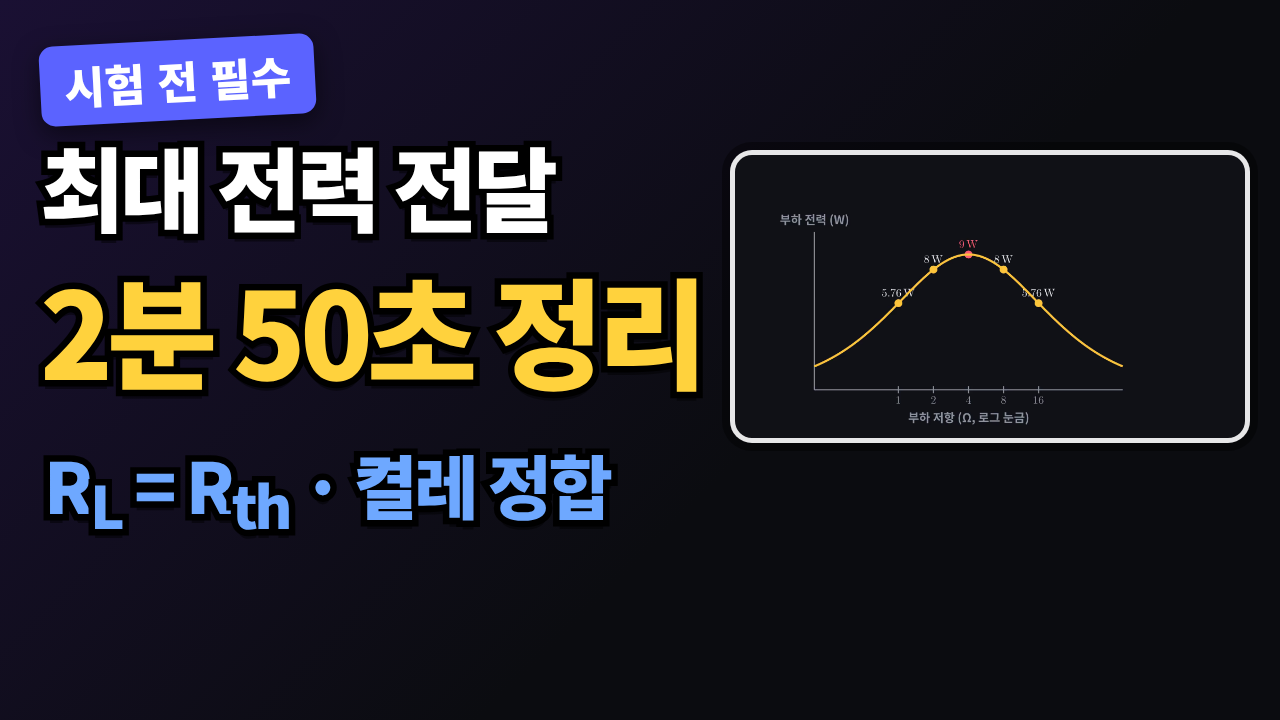 시험 전 필수
최대 전력 전달
2분 50초 정리
R_L = R_th · 켤레 정합
부하 전력 (W)
9 W
8 W 8 W
5.76 W 5.76 W
1 2 4 8 16
부하 저항 (Ω, 로그 눈금)